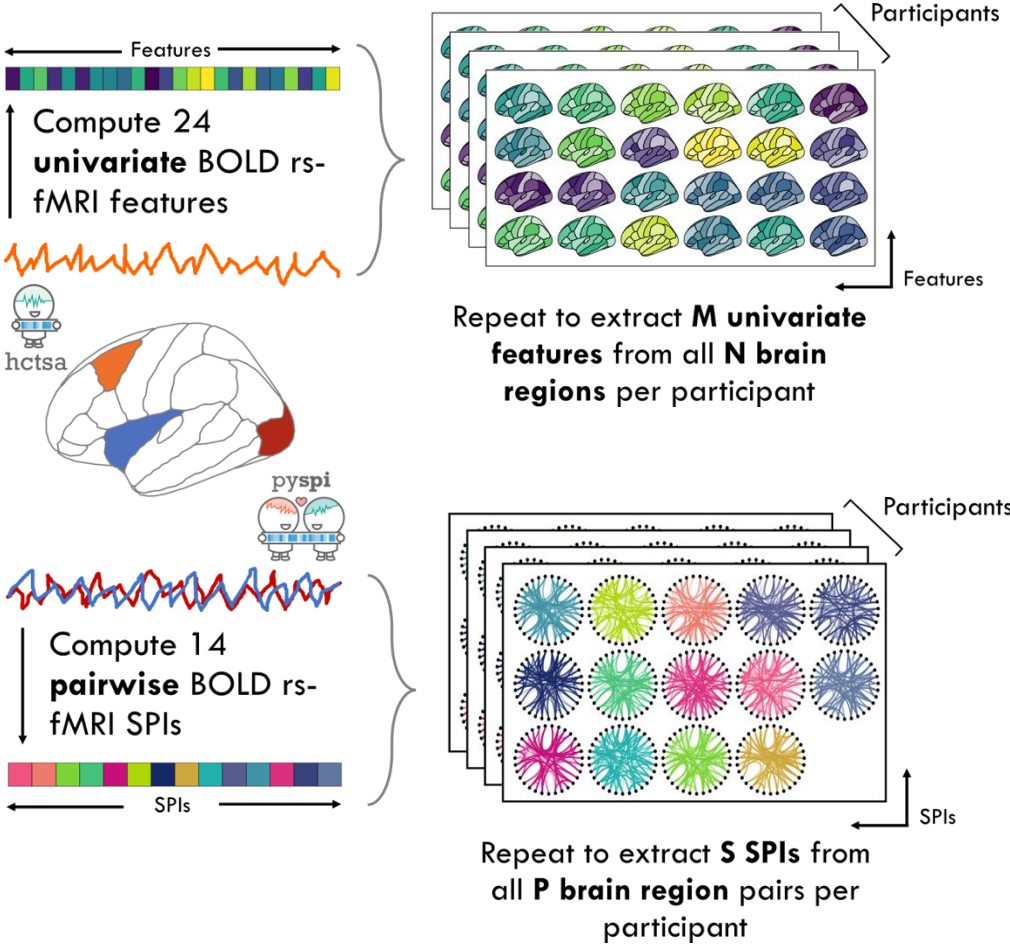 Features
Compute 24
univariate BOLD rs-
fMRI features
hctsa
Participants
Features
Repeat to extract M univariate
features from all N brain
regions per participant
pyspi
Compute 14
pairwise BOLD rs-
fMRI SPIs
SPIs
Participants
SPIs
Repeat to extract S SPIs from
all P brain region pairs per
participant